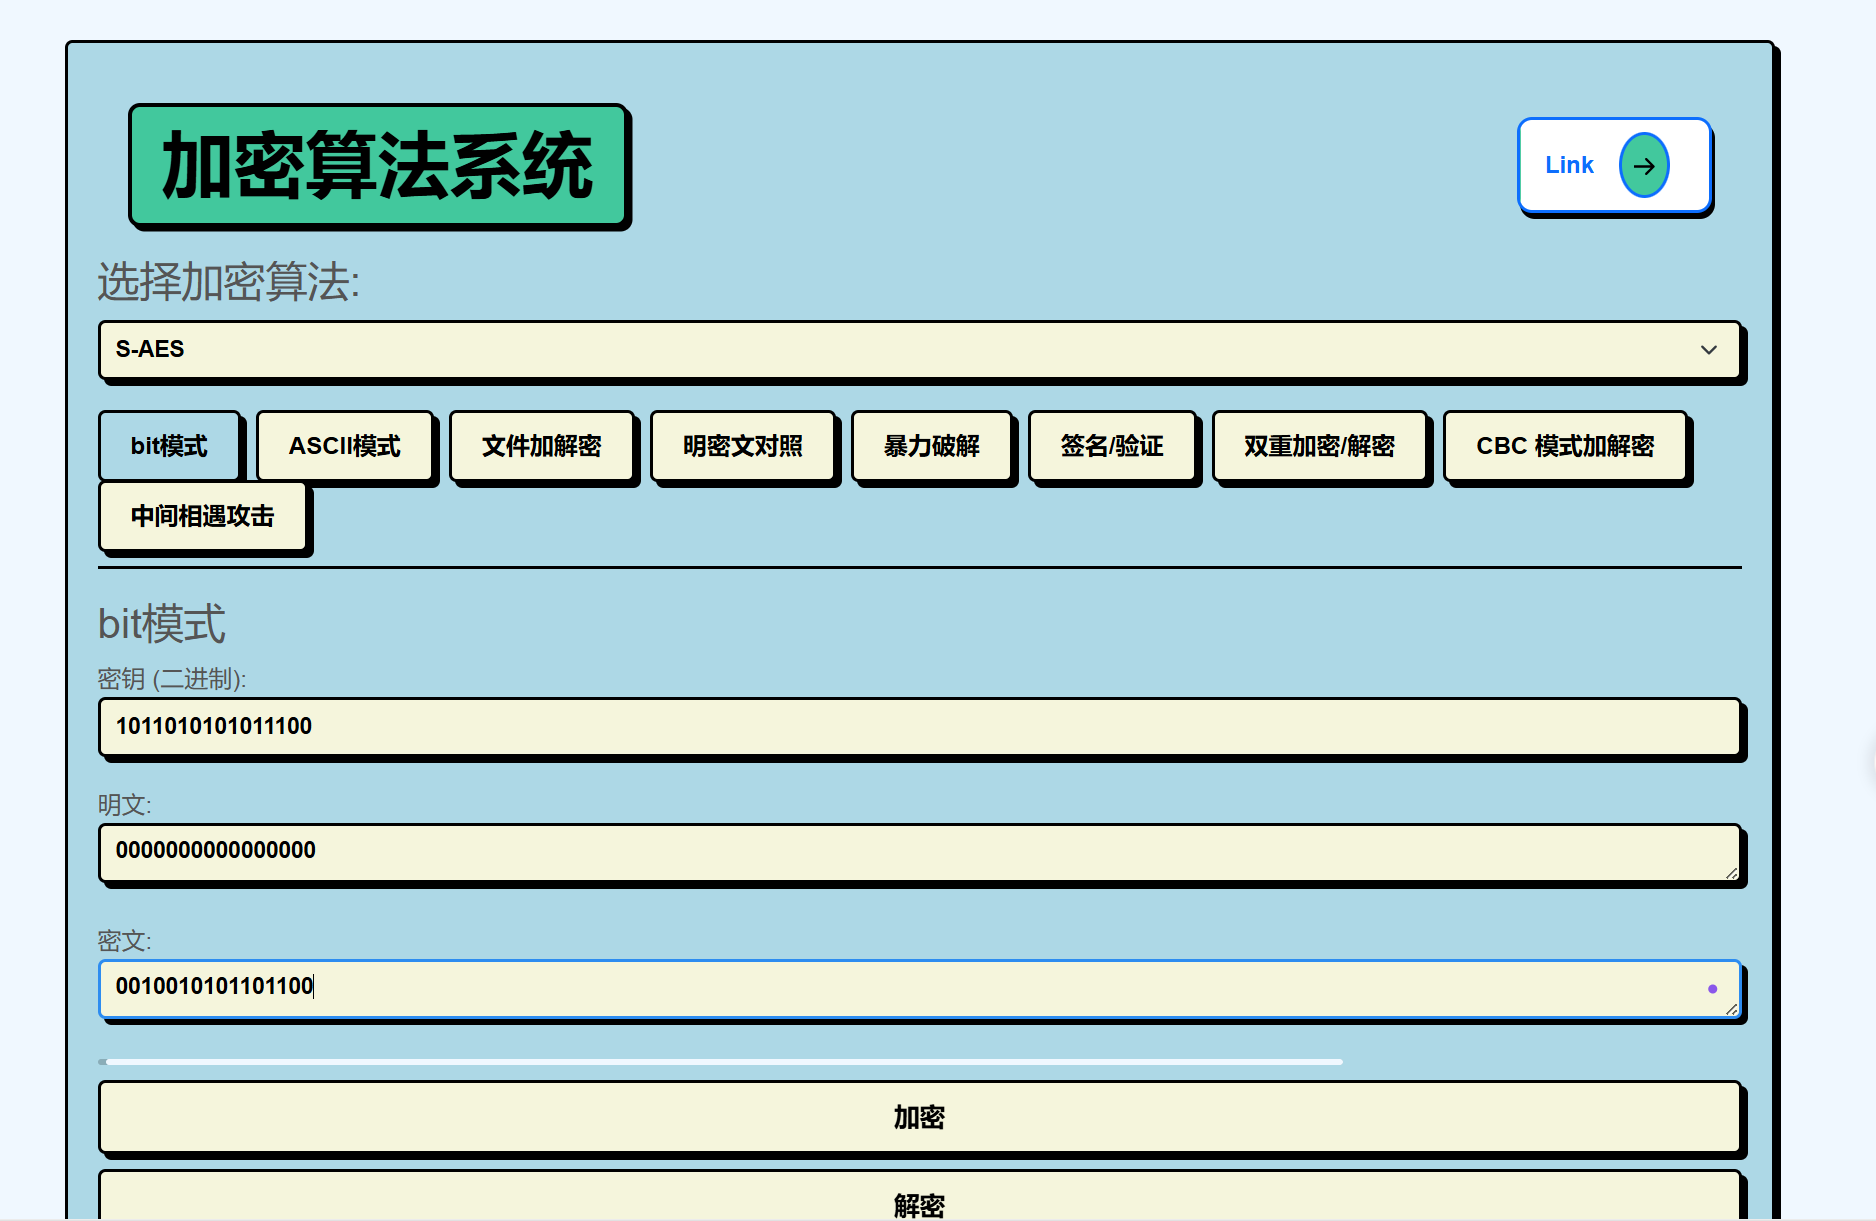 加密算法系统
Link
选择加密算法:
S-AES
bit模式
ASCII模式
文件加解密
明密文对照
暴力破解
签名/验证
双重加密/解密
CBC 模式加解密
中间相遇攻击
bit模式
密钥 (二进制):
1011010101011100
明文:
0000000000000000
密文:
0010010101101100
加密
解密